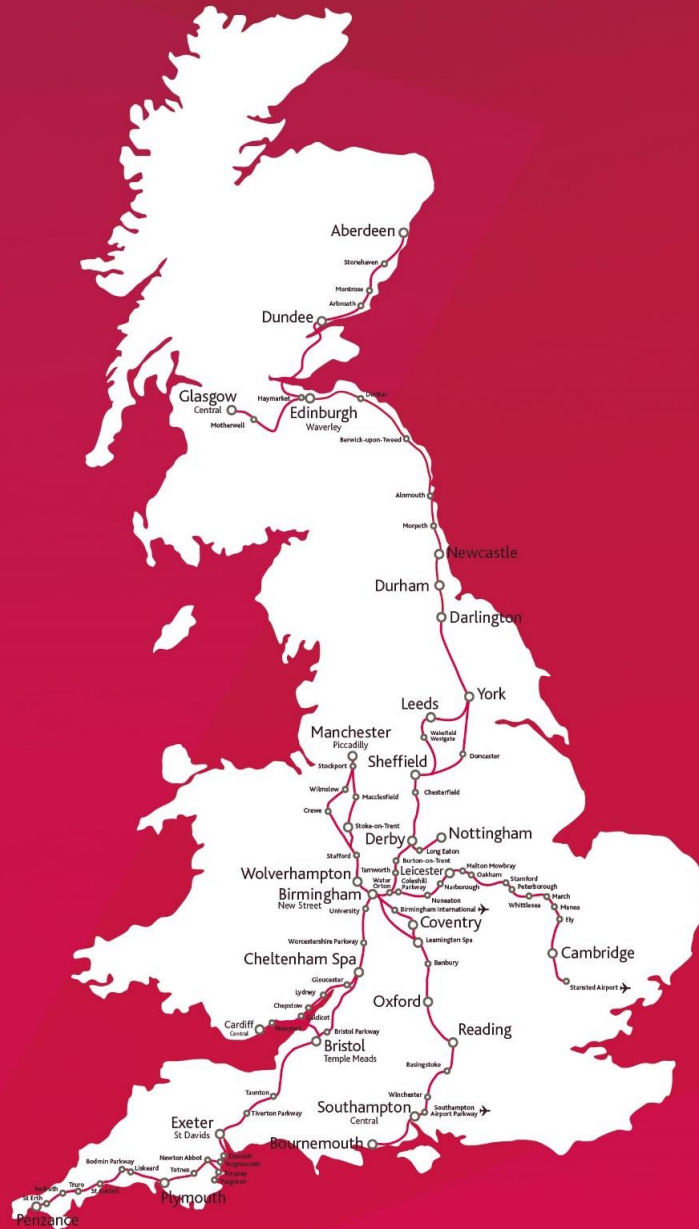 Aberdeen
Stonehaven
Montrose
Arbroath
Dundee
Glasgow
Central
Motherwell
Haymarket
Edinburgh
Waverley
Dunbar
Berwick-upon-Tweed
Alnmouth
Morpeth
Newcastle
Durham
Darlington
York
Leeds
Wakefield
Westgate
Doncaster
Sheffield
Chesterfield
Manchester
Piccadilly
Stockport
Wilmslow
Macclesfield
Crewe
Stoke-on-Trent
Stafford
Derby
Nottingham
Long Eaton
Burton-on-Trent
Tamworth
Wolverhampton
Birmingham
New Street
Water
Orton
Coleshill
Parkway
Leicester
Narborough
Nuneaton
Melton Mowbray
Oakham
Stamford
Peterborough
Whittlesea
March
Manea
Ely
Cambridge
Stansted Airport
University
Birmingham International
Coventry
Leamington Spa
Banbury
Oxford
Reading
Basingstoke
Winchester
Southampton
Central
Southampton
Airport Parkway
Bournemouth
Worcestershire Parkway
Cheltenham Spa
Gloucester
Lydney
Chepstow
Caldicot
Newport
Cardiff
Central
Bristol Parkway
Bristol
Temple Meads
Taunton
Tiverton Parkway
Exeter
St Davids
Dawlish
Teignmouth
Newton Abbot
Torquay
Paignton
Totnes
Plymouth
Liskeard
Bodmin Parkway
St Austell
Truro
Redruth
St Erth
Penzance